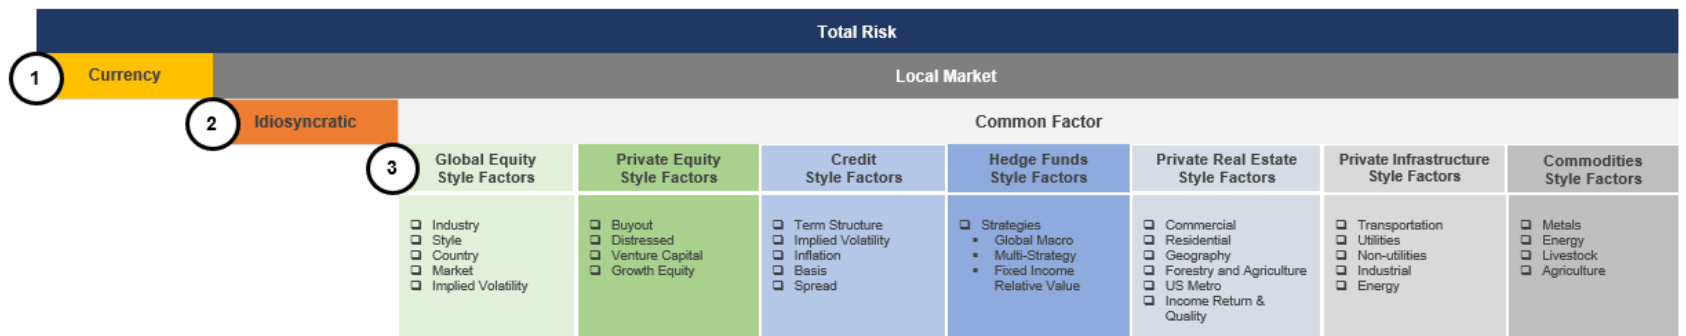 Total Risk
1
Currency
Local Market
2
Idiosyncratic
Common Factor
3
Global Equity
Style Factors
Private Equity
Style Factors
Credit
Style Factors
Hedge Funds
Style Factors
Private Real Estate
Style Factors
Private Infrastructure
Style Factors
Commodities
Style Factors
Industry
Style
Country
Market
Implied Volatility
Buyout
Distressed
Venture Capital
Growth Equity
Term Structure
Implied Volatility
Inflation
Basis
Spread
Strategies
Global Macro
Multi-Strategy
Fixed Income
Relative Value
Commercial
Residential
Geography
Forestry and Agriculture
US Metro
Income Return &
Quality
Transportation
Utilities
Non-utilities
Industrial
Energy
Metals
Energy
Livestock
Agriculture